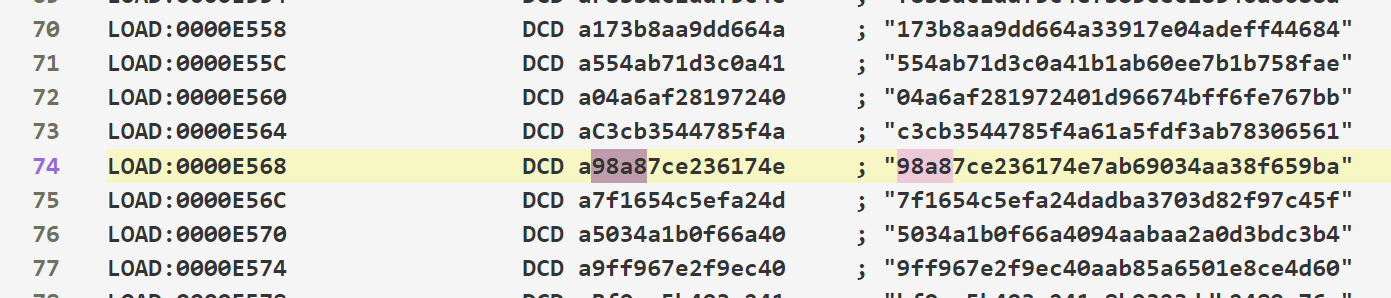 70 LOAD:0000E558 DCD a173b8aa9dd664a ; "173b8aa9dd664a33917e04adeff44684"
71 LOAD:0000E55C DCD a554ab71d3c0a41 ; "554ab71d3c0a41b1ab60ee7b1b758fae"
72 LOAD:0000E560 DCD a04a6af28197240 ; "04a6af281972401d96674bff6fe767bb"
73 LOAD:0000E564 DCD aC3cb3544785f4a ; "c3cb3544785f4a61a5fdf3ab78306561"
74 LOAD:0000E568 DCD a98a87ce236174e ; "98a87ce236174e7ab69034aa38f659ba"
75 LOAD:0000E56C DCD a7f1654c5efa24d ; "7f1654c5efa24dadba3703d82f97c45f"
76 LOAD:0000E570 DCD a5034a1b0f66a40 ; "5034a1b0f66a4094aabaa2a0d3bdc3b4"
77 LOAD:0000E574 DCD a9ff967e2f9ec40 ; "9ff967e2f9ec40aab85a6501e8ce4d60"